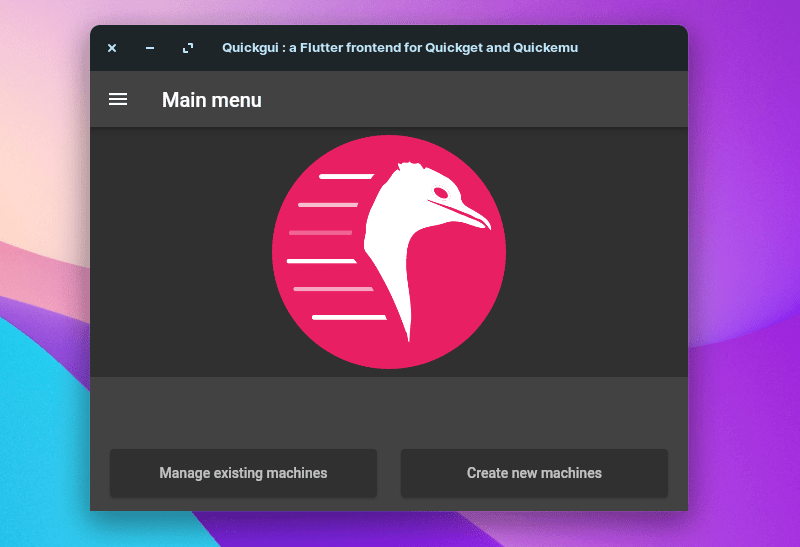 Quickgui : a Flutter frontend for Quickget and Quickemu
Main menu
Manage existing machines
Create new machines